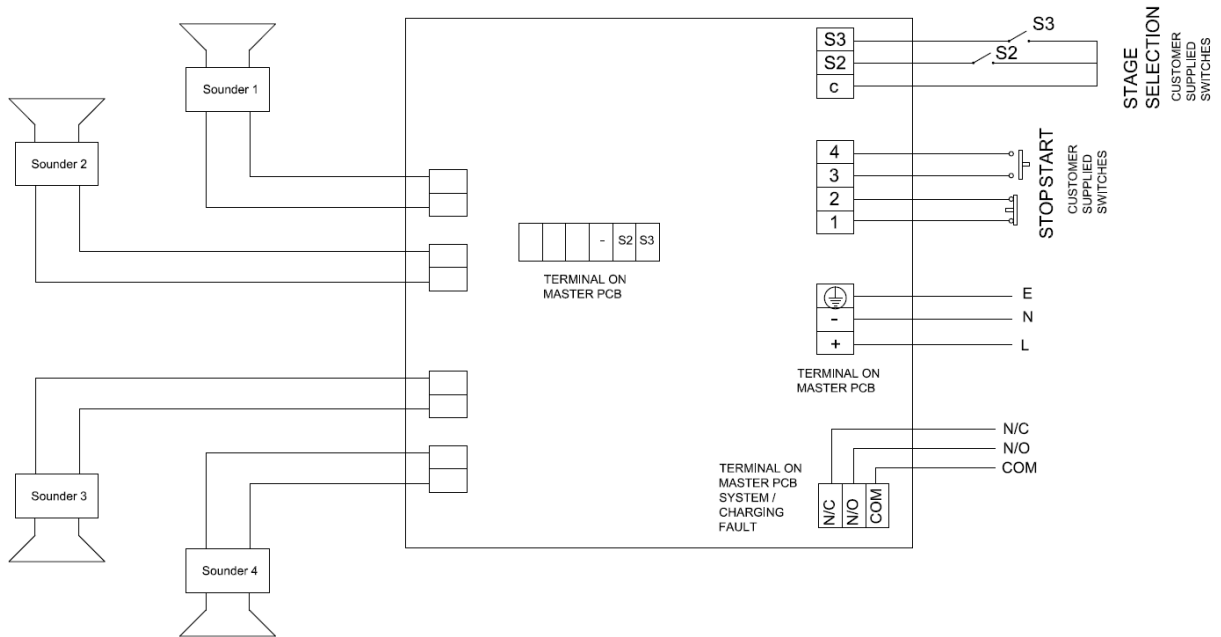 Sounder 1
Sounder 2
Sounder 3
Sounder 4
- S2 S3
TERMINAL ON
MASTER PCB
S3
S2
c
S3
S2
STAGE
SELECTION
CUSTOMER
SUPPLIED
SWITCHES
4
3
2
1
STOPSTART
CUSTOMER
SUPPLIED
SWITCHES
-
+
E
N
L
TERMINAL ON
MASTER PCB
N/C
N/O
COM
TERMINAL ON
MASTER PCB
SYSTEM /
CHARGING
FAULT
N/C
N/O
COM